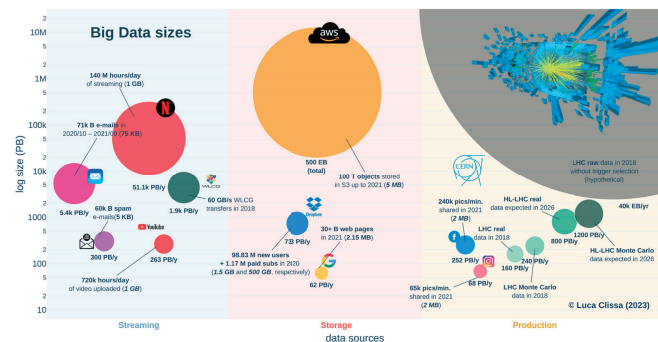 Big Data sizes
log size (PB)
20M
10M
2M
1M
200k
100k
20k
10k
2000
1000
200
100
20
10
140 M hours/day
of streaming (1 GB)
N
51.1k PB/y
71k B e-mails in
2020/10 – 2021/09 (75 KB)
5.4k PB/y
WLCG
60 GB/s WLCG
transfers in 2018
1.9k PB/y
60k B spam
e-mails(5 KB)
300 PB/y
YouTube
263 PB/y
720k hours/day
of video uploaded (1 GB)
aws
500 EB
(total)
100 T objects stored
in S3 up to 2021 (5 MB)
Dropbox
733 PB/y
98.83 M new users
+ 1.17 M paid subs in 2020
(1.5 GB and 500 GB, respectively)
30+ B web pages
in 2021 (2.15 MB)
G
62 PB/y
LHC raw data in 2018
without trigger selection
(hypothetical)
40k EB/yr
CERN
240k pics/min.
shared in 2021
(2 MB)
f
252 PB/y
65k pics/min.
shared in 2021
(2 MB)
68 PB/y
LHC real
data in 2018
160 PB/y
240 PB/y
LHC Monte Carlo
data in 2018
HL-LHC real
data expected in 2026
800 PB/y
1200 PB/y
HL-LHC Monte Carlo
data expected in 2026
© Luca Clissa (2021)
Streaming
Storage
Production
data sources